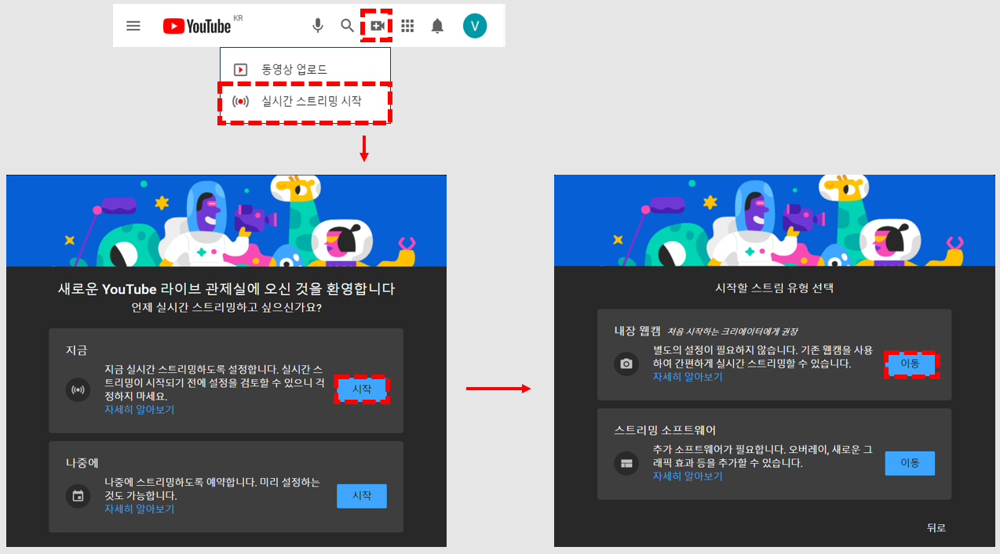 YouTube KR
V
동영상 업로드
실시간 스트리밍 시작
새로운 YouTube 라이브 관제실에 오신 것을 환영합니다
언제 실시간 스트리밍하고 싶으신가요?
지금
지금 실시간 스트리밍하도록 설정합니다. 실시간 스
트리밍이 시작되기 전에 설정을 검토할 수 있으니 걱
정하지 마세요.
자세히 알아보기
시작
나중에
나중에 스트리밍하도록 예약합니다. 미리 설정하는
것도 가능합니다.
자세히 알아보기
시작
시작할 스트림 유형 선택
내장 웹캠 처음 시작하는 크리에이터에게 권장
별도의 설정이 필요하지 않습니다. 기존 웹캠을 사용
하여 간편하게 실시간 스트리밍할 수 있습니다.
자세히 알아보기
이동
스트리밍 소프트웨어
추가 소프트웨어가 필요합니다. 오버레이, 새로운 그
래픽 효과 등을 추가할 수 있습니다.
자세히 알아보기
이동
뒤로